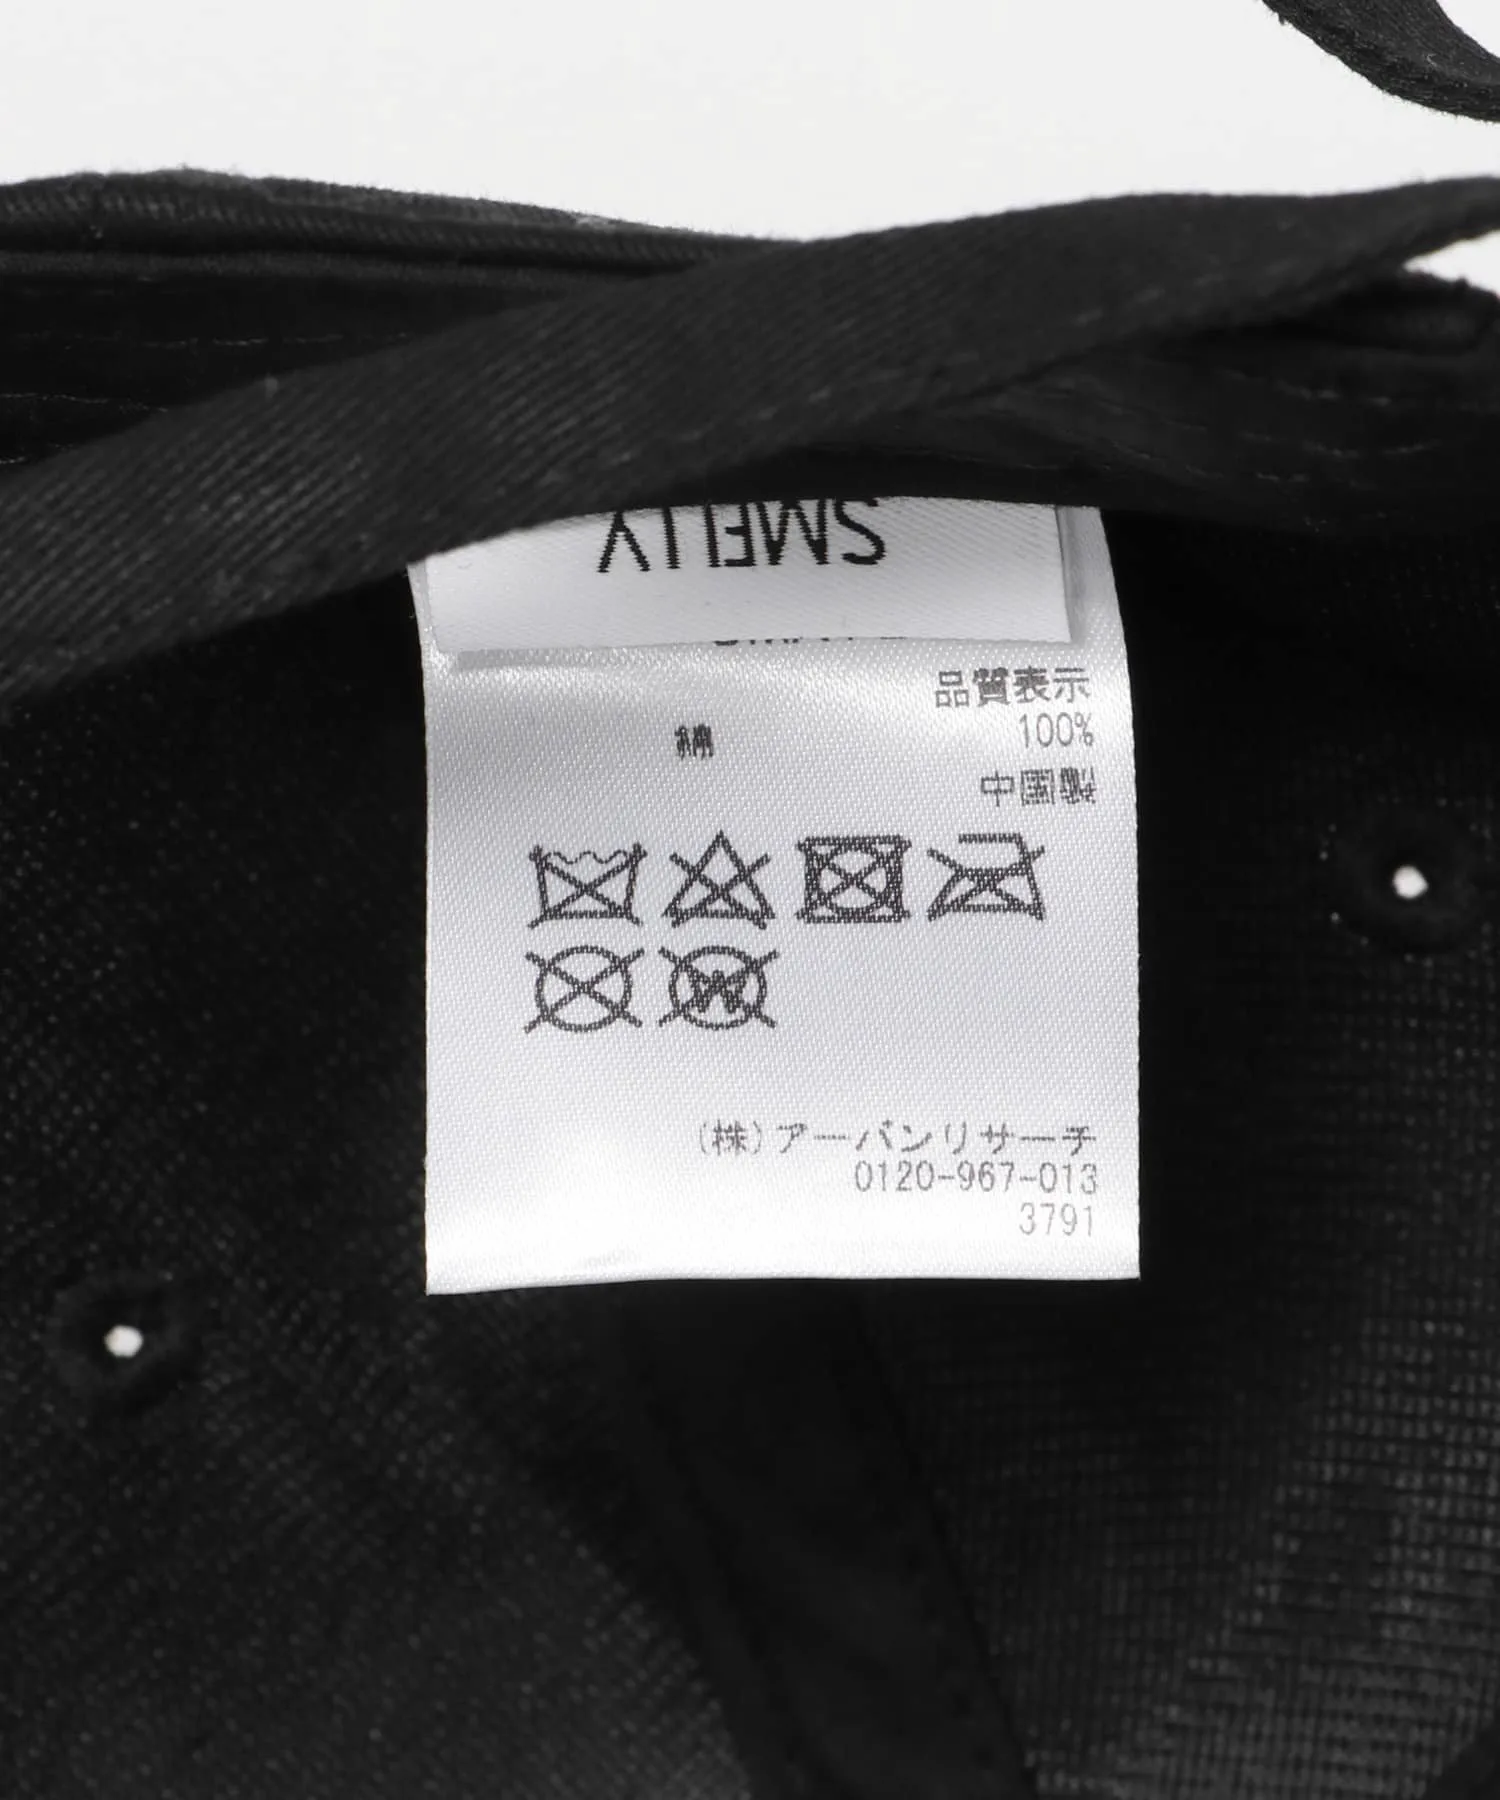 SMELLY
品質表示
綿 100%
中国製
(株)アーバンリサーチ
0120-967-013
3791